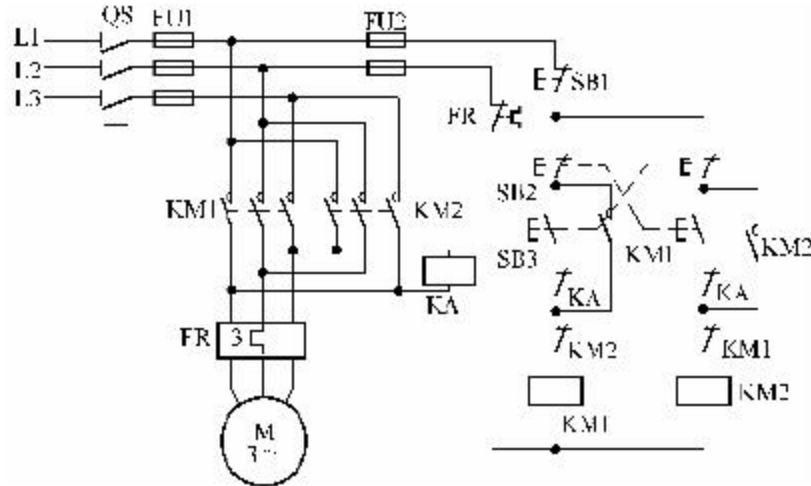 QS FU1 FU2
L1
L2
L3
SB1
FR
SB2
KM1 KM2
KM1 KM2
SB3
KA
KA KA
FR 3
KM2 KM1
KM2
KM1
M
3~